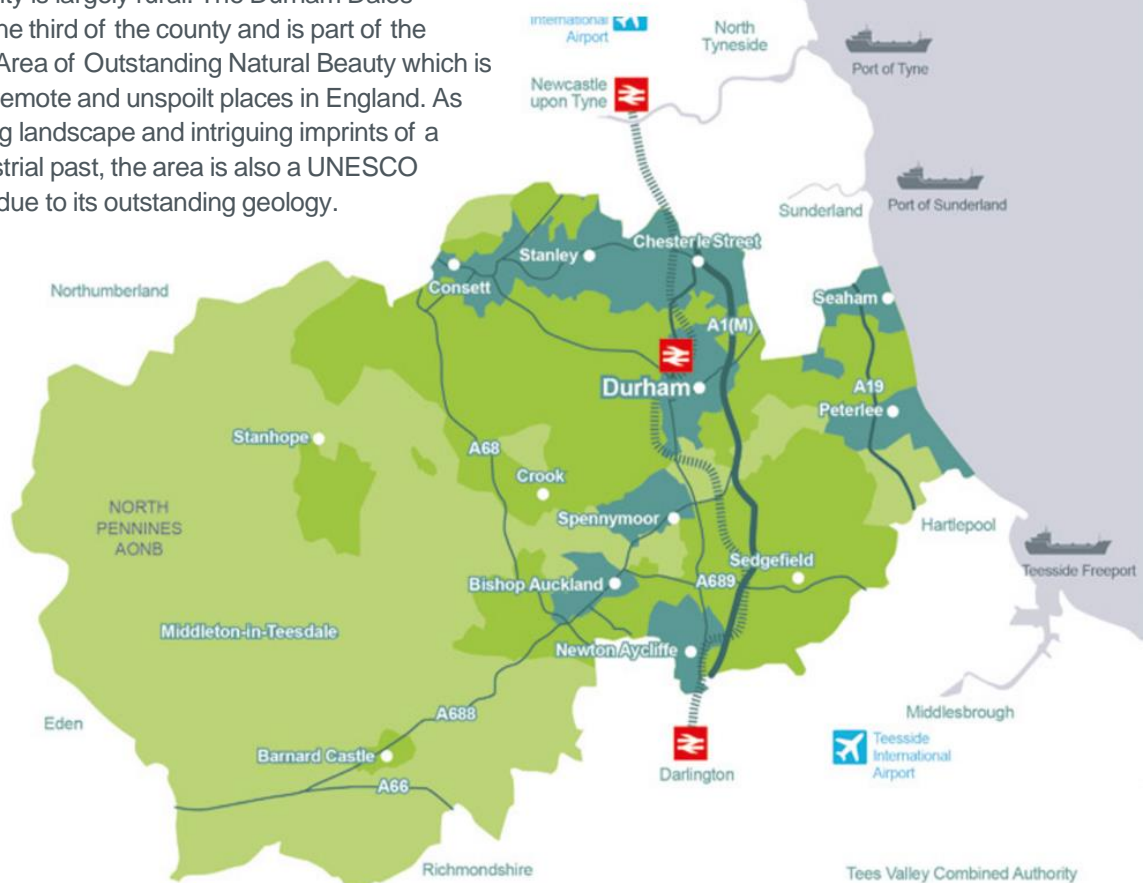 ity is largely rural. The Durham Dales
ne third of the county and is part of the
Area of Outstanding Natural Beauty which is
emote and unspoilt places in England. As
g landscape and intriguing imprints of a
strial past, the area is also a UNESCO
due to its outstanding geology.
International
Airport
North
Tyneside
Port of Tyne
Newcastle
upon Tyne
Sunderland
Port of Sunderland
Northumberland
Consett
Stanley
Chester le Street
Seaham
A1(M)
Durham
A19
Peterlee
Stanhope
A68
Crook
NORTH
PENNINES
AONB
Spennymoor
Hartlepool
Sedgefield
Teesside Freeport
Bishop Auckland
A689
Middleton-in-Teesdale
Newton Aycliffe
Eden
A688
Middlesbrough
Barnard Castle
A66
Darlington
Teesside
International
Airport
Richmondshire
Tees Valley Combined Authority